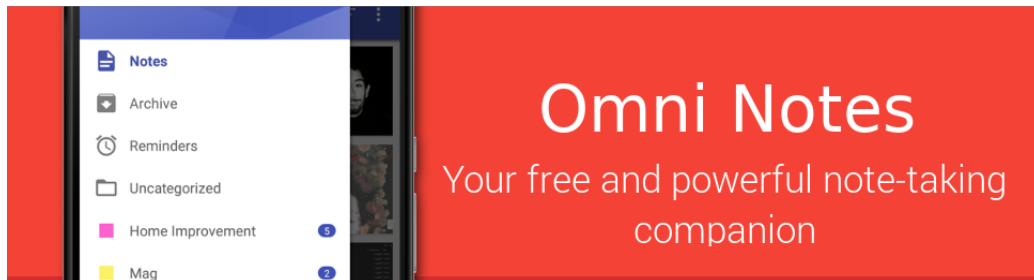 Notes
Archive
Reminders
Uncategorized
Home Improvement 5
Mag 2
Omni Notes
Your free and powerful note-taking
companion